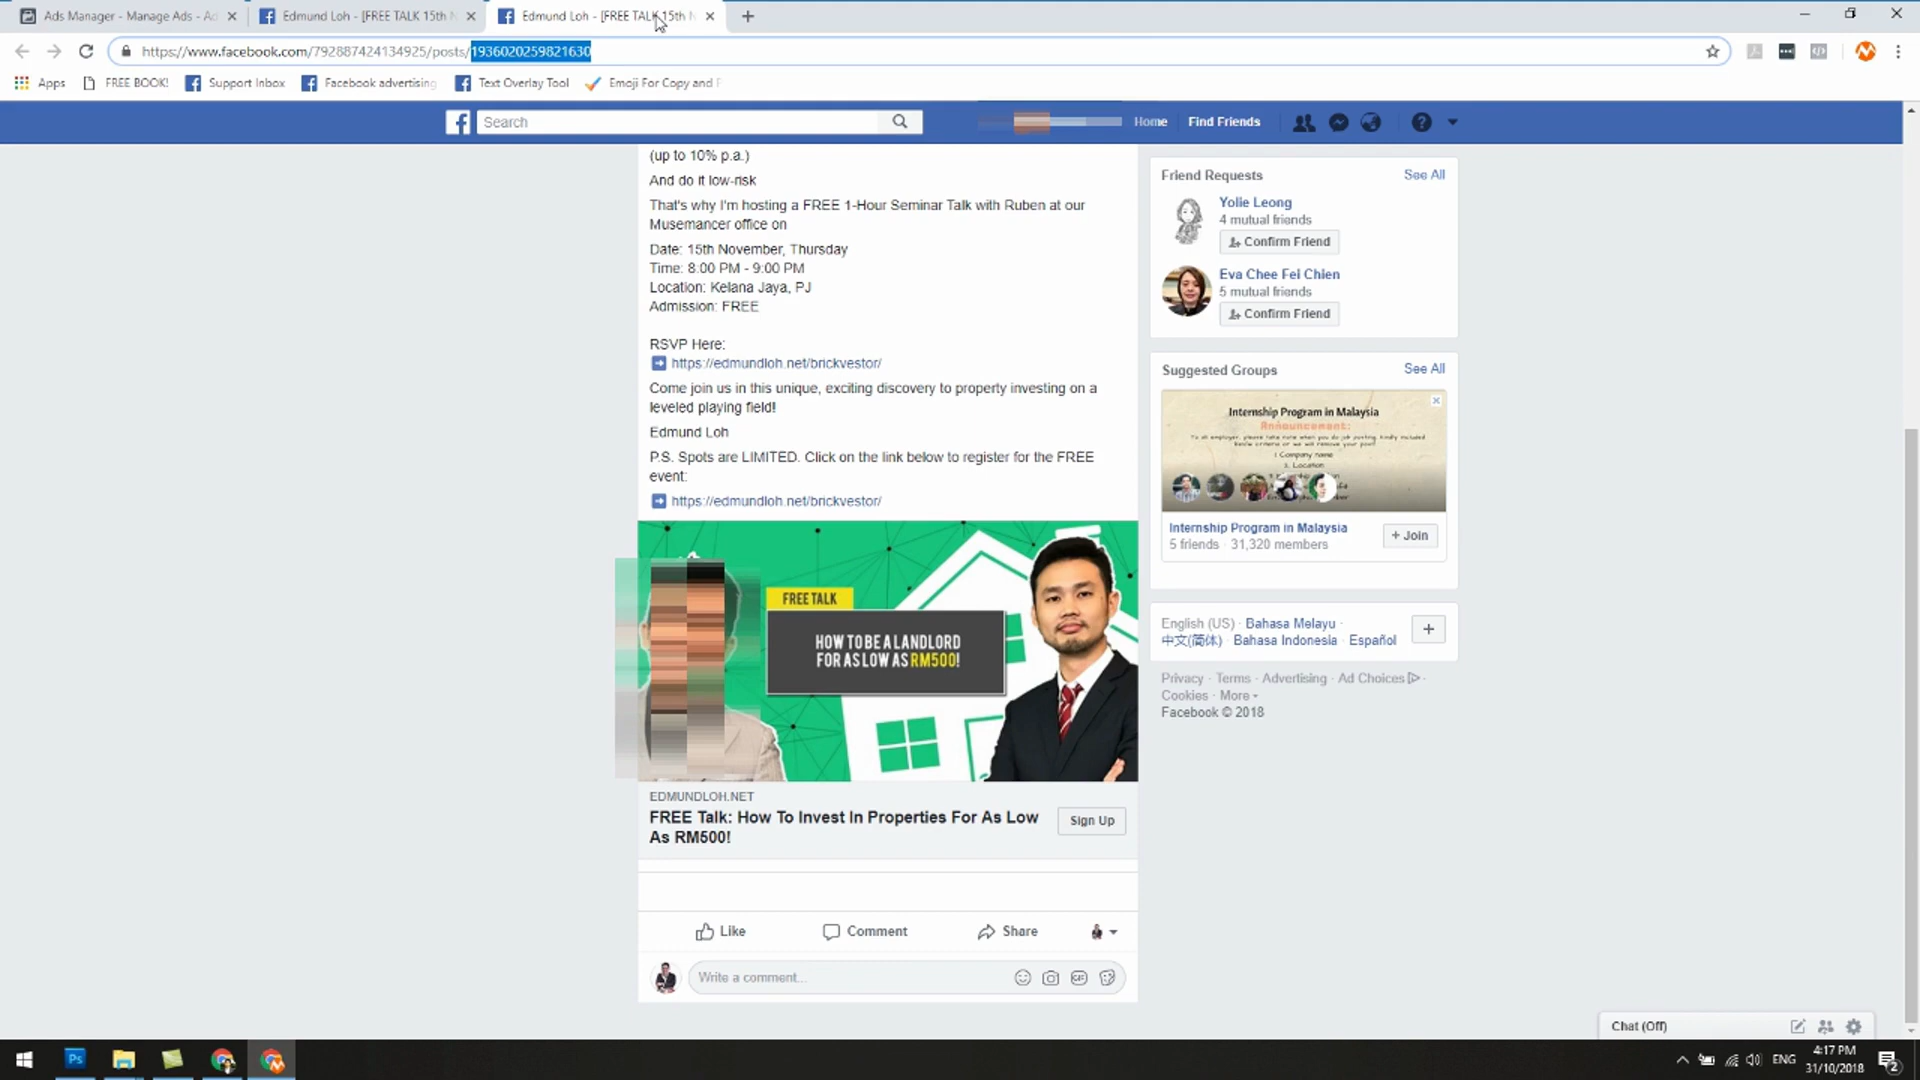 Ads Manager - Manage Ads - Ad
Edmund Loh - [FREE TALK 15th N
Edmund Loh - [FREE TALK 15th N
https://www.facebook.com/792887424134925/posts/1936020259821630
Apps
FREE BOOK!
Support Inbox
Facebook advertising
Text Overlay Tool
Emoji For Copy and P
Search
Home
Find Friends
(up to 10% p.a.)
And do it low-risk
That's why I'm hosting a FREE 1-Hour Seminar Talk with Ruben at our
Musemancer office on
Date: 15th November, Thursday
Time: 8:00 PM - 9:00 PM
Location: Kelana Jaya, PJ
Admission: FREE
RSVP Here:
https://edmundloh.net/brickvestor/
Come join us in this unique, exciting discovery to property investing on a
leveled playing field!
Edmund Loh
P.S. Spots are LIMITED. Click on the link below to register for the FREE
event:
https://edmundloh.net/brickvestor/
FREE TALK
HOW TO BE A LANDLORD
FOR AS LOW AS RM500!
EDMUNDLOH.NET
FREE Talk: How To Invest In Properties For As Low
As RM500!
Sign Up
Like
Comment
Share
Write a comment...
GIF
Friend Requests
See All
Yolie Leong
4 mutual friends
Confirm Friend
Eva Chee Fei Chien
5 mutual friends
Confirm Friend
Suggested Groups
See All
Internship Program in Malaysia
Announcement:
1 Company name
2. Location
Internship Program in Malaysia
5 friends · 31,320 members
+ Join
English (US) · Bahasa Melayu ·
中文(简体) · Bahasa Indonesia · Español
Privacy · Terms · Advertising · Ad Choices ·
Cookies · More
Facebook © 2018
Chat (Off)
Ps
ENG
4:17 PM
31/10/2018
2